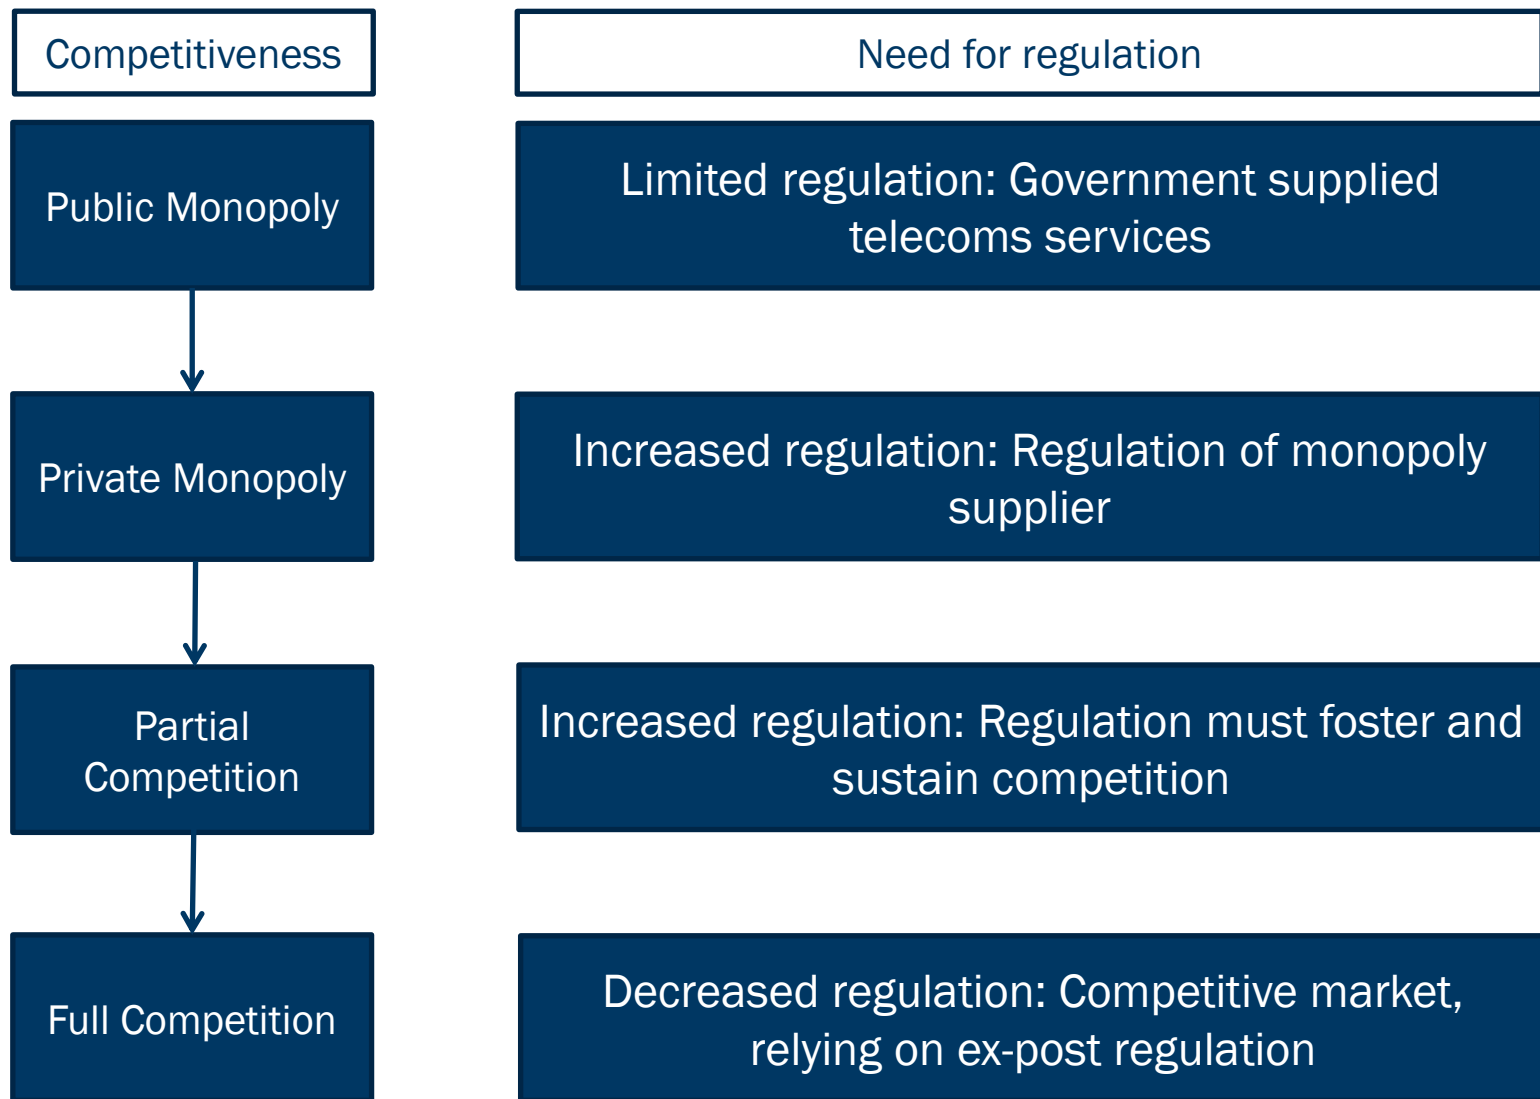 Competitiveness
Need for regulation
Public Monopoly
Limited regulation: Government supplied
telecoms services
Private Monopoly
Increased regulation: Regulation of monopoly
supplier
Partial
Competition
Increased regulation: Regulation must foster and
sustain competition
Full Competition
Decreased regulation: Competitive market,
relying on ex-post regulation